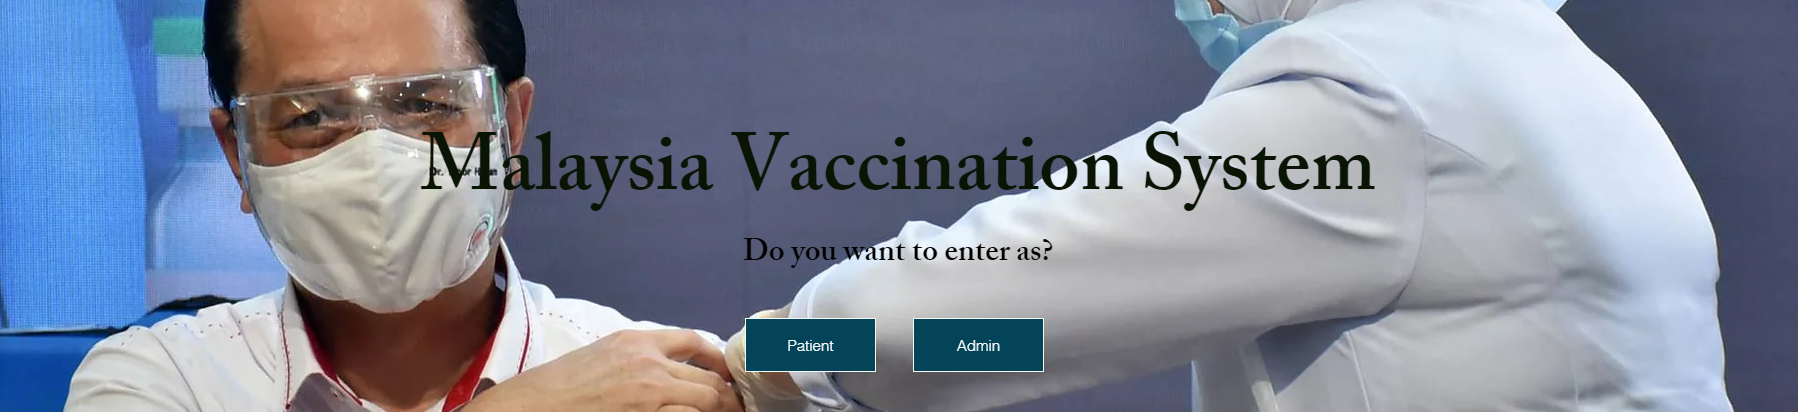 Malaysia Vaccination System
Do you want to enter as?
Patient
Admin